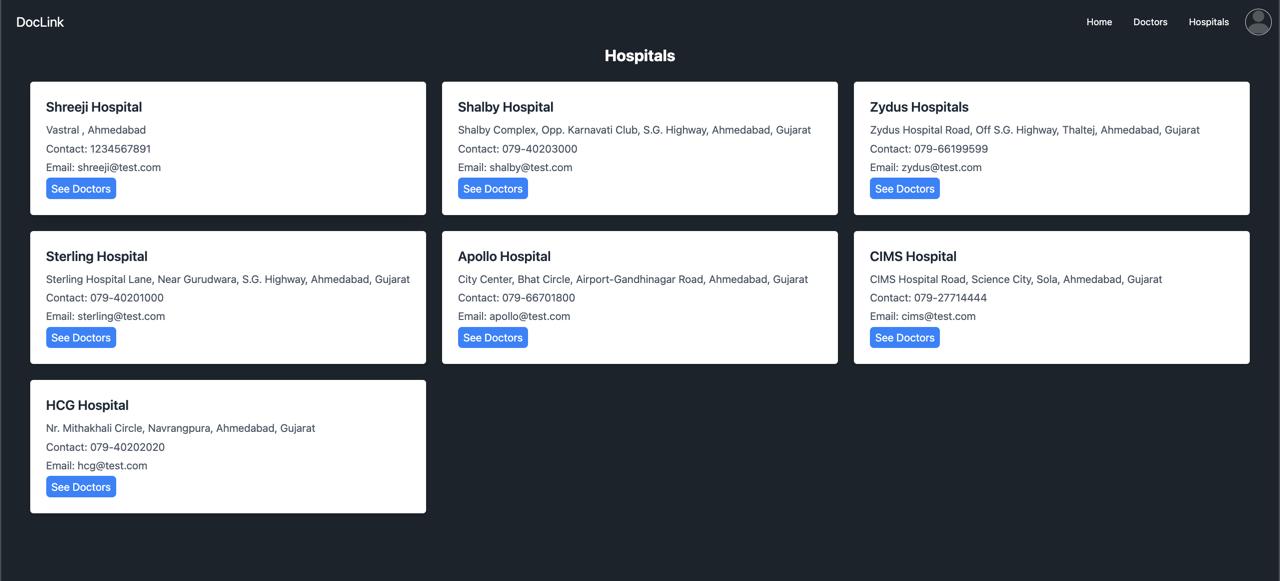 DocLink
Home Doctors Hospitals
Hospitals
Shreeji Hospital
Vastral , Ahmedabad
Contact: 1234567891
Email: shreeji@test.com
See Doctors
Shalby Hospital
Shalby Complex, Opp. Karnavati Club, S.G. Highway, Ahmedabad, Gujarat
Contact: 079-40203000
Email: shalby@test.com
See Doctors
Zydus Hospitals
Zydus Hospital Road, Off S.G. Highway, Thaltej, Ahmedabad, Gujarat
Contact: 079-66199599
Email: zydus@test.com
See Doctors
Sterling Hospital
Sterling Hospital Lane, Near Gurudwara, S.G. Highway, Ahmedabad, Gujarat
Contact: 079-40201000
Email: sterling@test.com
See Doctors
Apollo Hospital
City Center, Bhat Circle, Airport-Gandhinagar Road, Ahmedabad, Gujarat
Contact: 079-66701800
Email: apollo@test.com
See Doctors
CIMS Hospital
CIMS Hospital Road, Science City, Sola, Ahmedabad, Gujarat
Contact: 079-27714444
Email: cims@test.com
See Doctors
HCG Hospital
Nr. Mithakhali Circle, Navrangpura, Ahmedabad, Gujarat
Contact: 079-40202020
Email: hcg@test.com
See Doctors